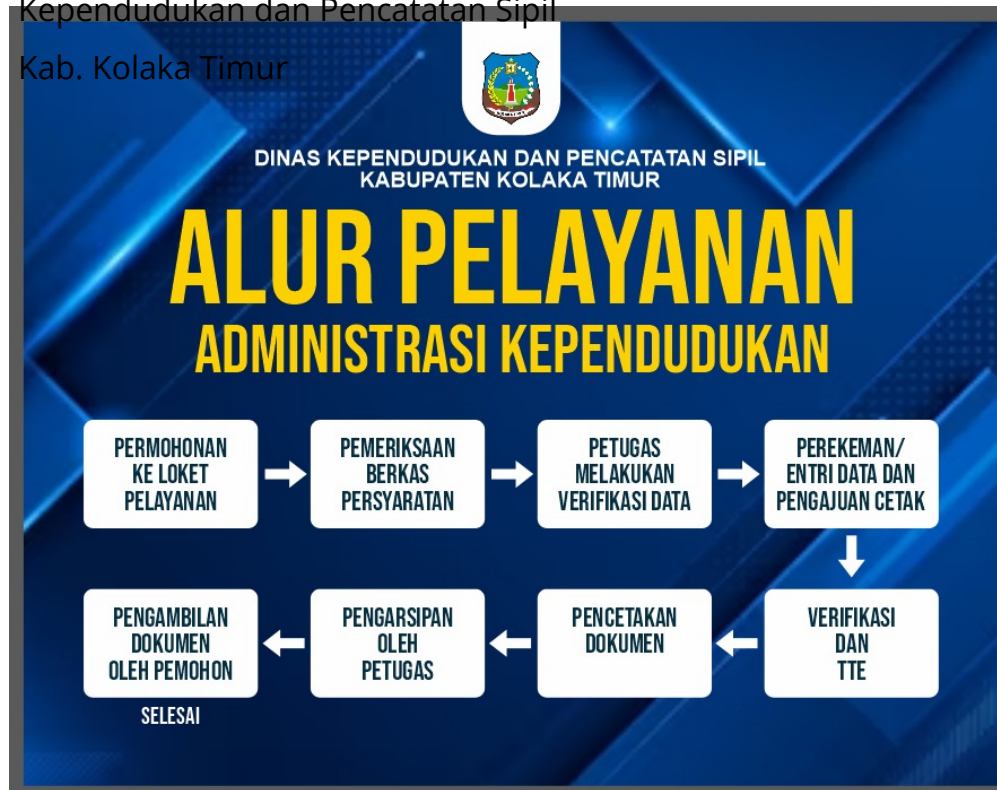 Kependudukan dan Pencatatan Sipil
Kab. Kolaka Timur
DINAS KEPENDUDUKAN DAN PENCATATAN SIPIL
KABUPATEN KOLAKA TIMUR
ALUR PELAYANAN
ADMINISTRASI KEPENDUDUKAN
PERMOHONAN
KE LOKET
PELAYANAN
PEMERIKSAAN
BERKAS
PERSYARATAN
PETUGAS
MELAKUKAN
VERIFIKASI DATA
PEREKEMAN/
ENTRI DATA DAN
PENGAJUAN CETAK
VERIFIKASI
DAN
TTE
PENCETAKAN
DOKUMEN
PENGARSIPAN
OLEH
PETUGAS
PENGAMBILAN
DOKUMEN
OLEH PEMOHON
SELESAI